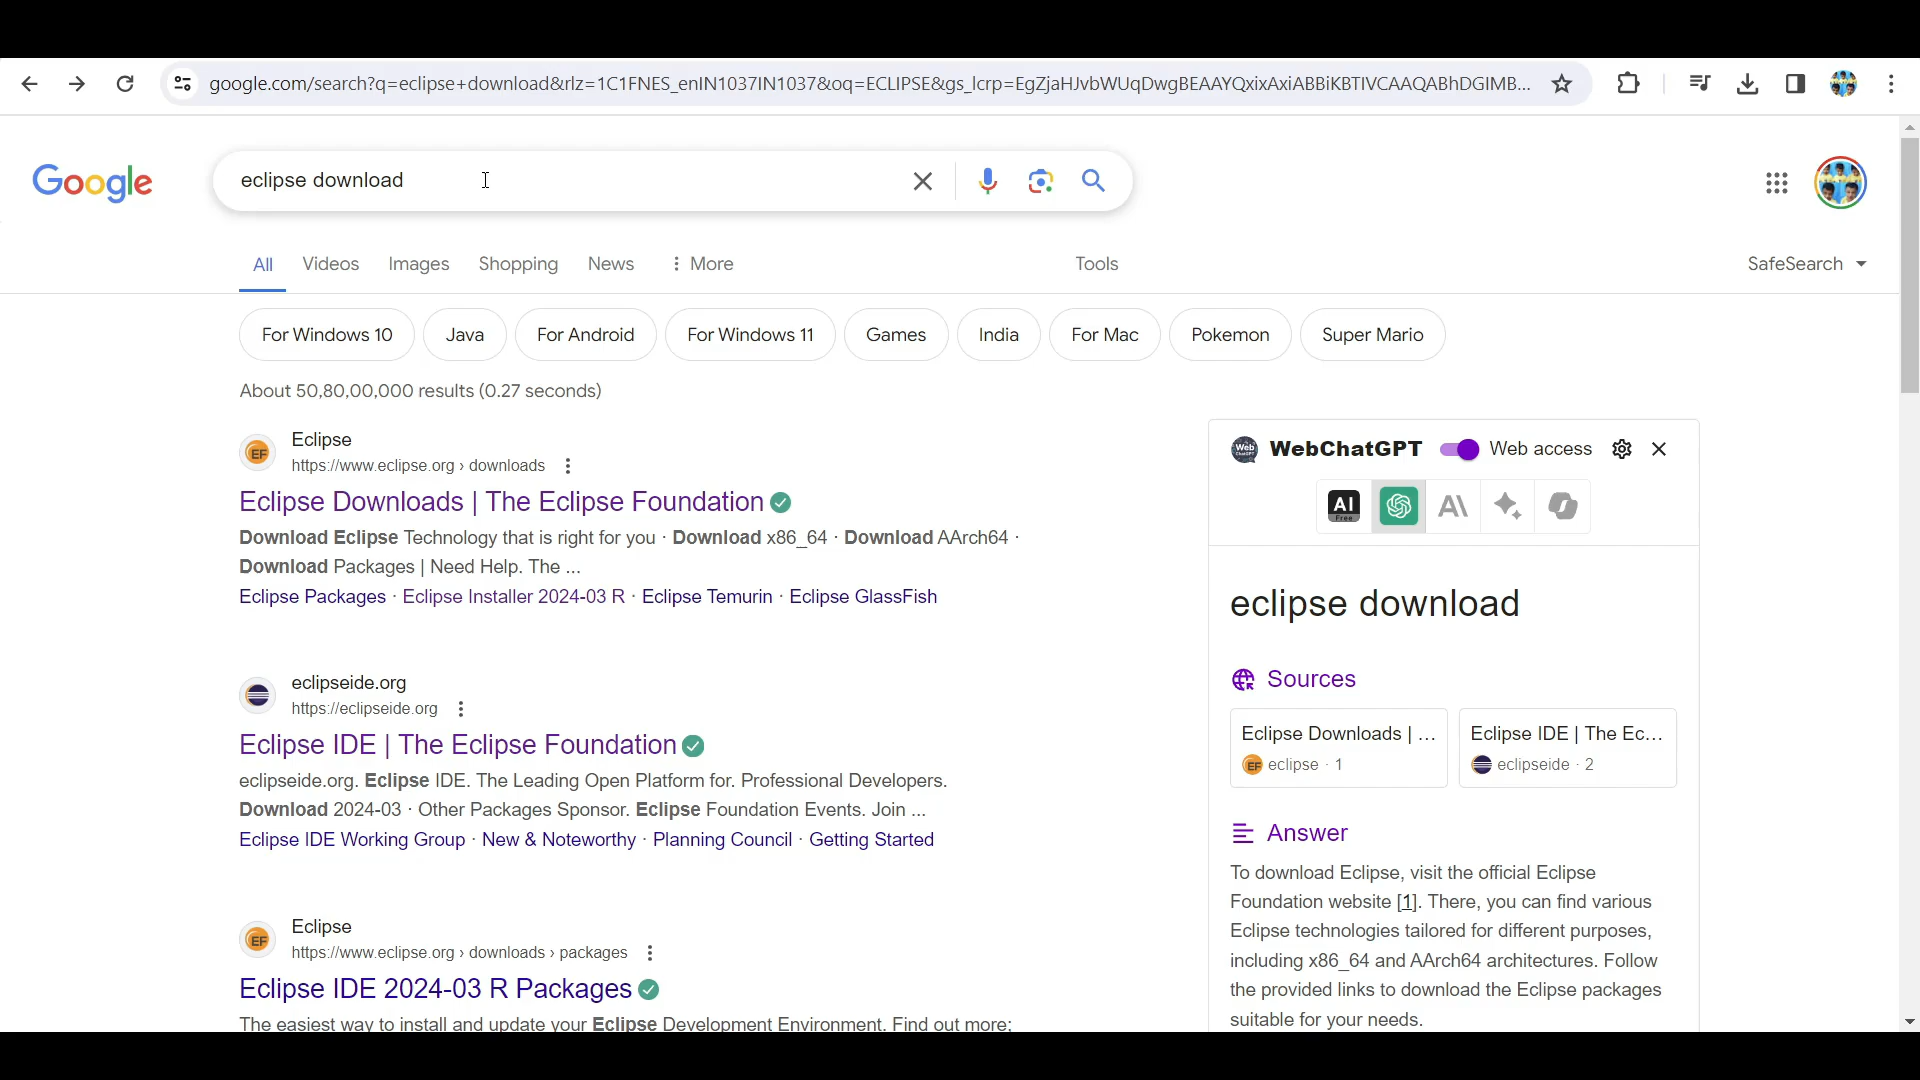 google.com/search?q=eclipse+download&rlz=1C1FNES_enIN1037IN1037&oq=ECLIPSE&gs_lcrp=EgZjaHJvbWUqDwgBEAAYQxixAxiABBiKBTIVCAAQABhDGIMB...
Google
eclipse download
All Videos Images Shopping News More Tools SafeSearch
For Windows 10 Java For Android For Windows 11 Games India For Mac Pokemon Super Mario
About 50,80,00,000 results (0.27 seconds)
EF
Eclipse
https://www.eclipse.org › downloads
Eclipse Downloads | The Eclipse Foundation
Download Eclipse Technology that is right for you · Download x86_64 · Download AArch64 ·
Download Packages | Need Help. The ...
Eclipse Packages · Eclipse Installer 2024-03 R · Eclipse Temurin · Eclipse GlassFish
eclipseide.org
https://eclipseide.org
Eclipse IDE | The Eclipse Foundation
eclipseide.org. Eclipse IDE. The Leading Open Platform for. Professional Developers.
Download 2024-03 · Other Packages Sponsor. Eclipse Foundation Events. Join ...
Eclipse IDE Working Group · New & Noteworthy · Planning Council · Getting Started
EF
Eclipse
https://www.eclipse.org › downloads › packages
Eclipse IDE 2024-03 R Packages
The easiest way to install and update your Eclipse Development Environment. Find out more;
Web ChatGPT
WebChatGPT Web access
AI Free
A\
eclipse download
Sources
Eclipse Downloads | ...
EF eclipse · 1
Eclipse IDE | The Ec...
eclipseide · 2
Answer
To download Eclipse, visit the official Eclipse
Foundation website [1]. There, you can find various
Eclipse technologies tailored for different purposes,
including x86_64 and AArch64 architectures. Follow
the provided links to download the Eclipse packages
suitable for your needs.